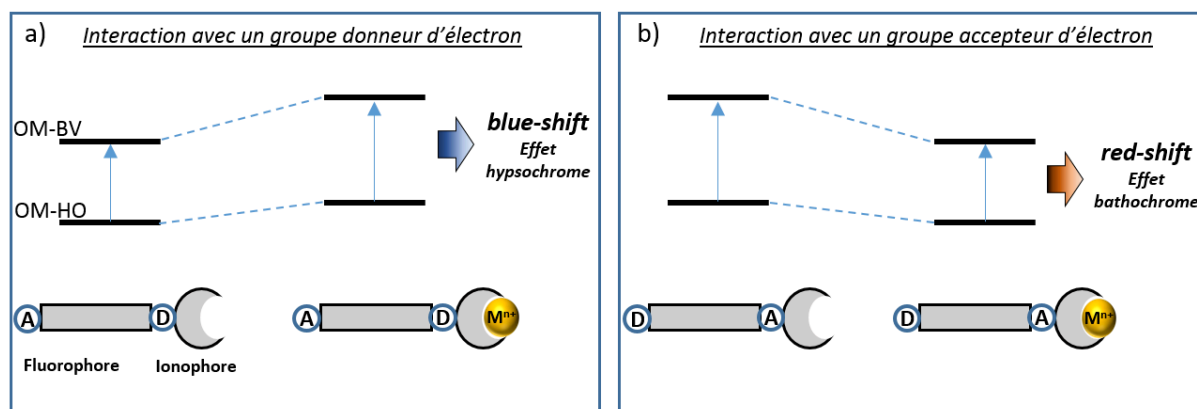 a) Interaction avec un groupe donneur d'électron
OM-BV
OM-HO
blue-shift
Effet
hypsochrome
A
D
A
D
Mⁿ⁺
Fluorophore
Ionophore
b) Interaction avec un groupe accepteur d'électron
red-shift
Effet
bathochrome
D
A
D
A
Mⁿ⁺